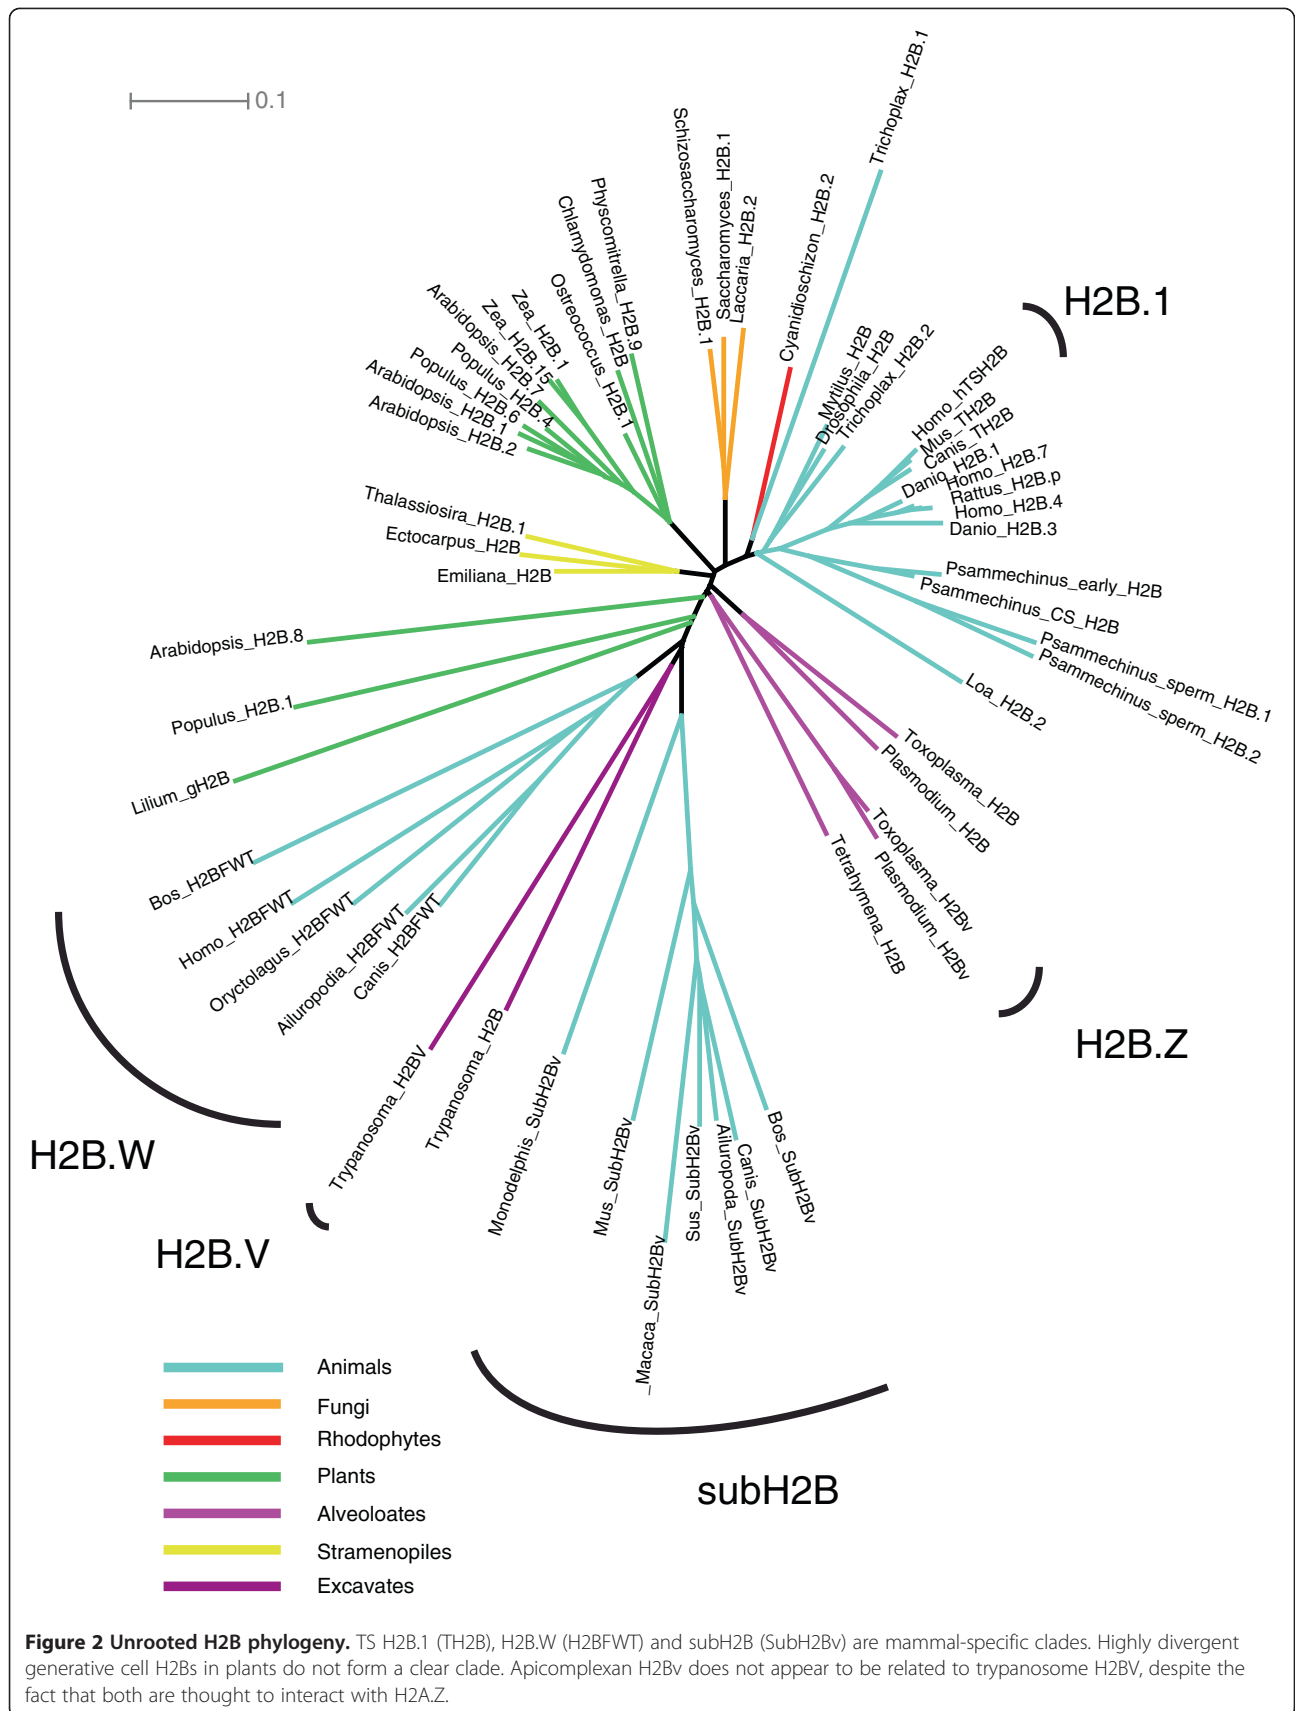 0.1
Trichoplax_H2B.1
Schizosaccharomyces_H2B.1
Saccharomyces_H2B.1
Laccaria_H2B.2
Cyanidioschizon_H2B.2
Physcomitrella_H2B.9
Chlamydomonas_H2B
Ostreococcus_H2B.1
Zea_H2B.1
Zea_H2B.15
Arabidopsis_H2B.7
Populus_H2B.4
Populus_H2B.6
Arabidopsis_H2B.1
Arabidopsis_H2B.2
Mytilus_H2B
Drosophila_H2B
Trichoplax_H2B.2
H2B.1
Homo_hTSH2B
Mus_TH2B
Canis_TH2B
Danio_H2B.1
Homo_H2B.7
Rattus_H2B.p
Homo_H2B.4
Danio_H2B.3
Thalassiosira_H2B.1
Ectocarpus_H2B
Emiliana_H2B
Psammechinus_early_H2B
Psammechinus_CS_H2B
Psammechinus_sperm_H2B.1
Psammechinus_sperm_H2B.2
Loa_H2B.2
Arabidopsis_H2B.8
Populus_H2B.1
Lilium_gH2B
Toxoplasma_H2B
Plasmodium_H2B
Toxoplasma_H2Bv
Plasmodium_H2Bv
Tetrahymena_H2B
H2B.Z
Bos_H2BFWT
Homo_H2BFWT
Oryctolagus_H2BFWT
Ailuropodia_H2BFWT
Canis_H2BFWT
H2B.W
Trypanosoma_H2BV
Trypanosoma_H2B
H2B.V
Monodelphis_SubH2Bv
Mus_SubH2Bv
_Macaca_SubH2Bv
Sus_SubH2Bv
Ailuropoda_SubH2Bv
Canis_SubH2Bv
Bos_SubH2Bv
subH2B
Animals
Fungi
Rhodophytes
Plants
Alveoloates
Stramenopiles
Excavates
Figure 2 Unrooted H2B phylogeny. TS H2B.1 (TH2B), H2B.W (H2BFWT) and subH2B (SubH2Bv) are mammal-specific clades. Highly divergent
generative cell H2Bs in plants do not form a clear clade. Apicomplexan H2Bv does not appear to be related to trypanosome H2BV, despite the
fact that both are thought to interact with H2A.Z.